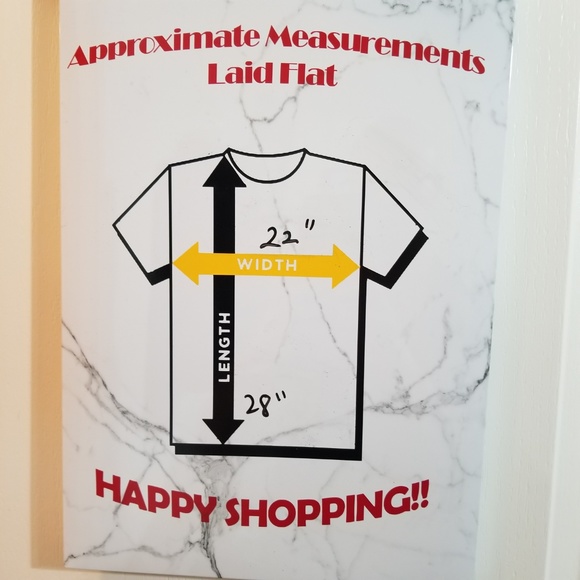 Approximate Measurements
Laid Flat
22"
WIDTH
LENGTH
28"
HAPPY SHOPPING!!